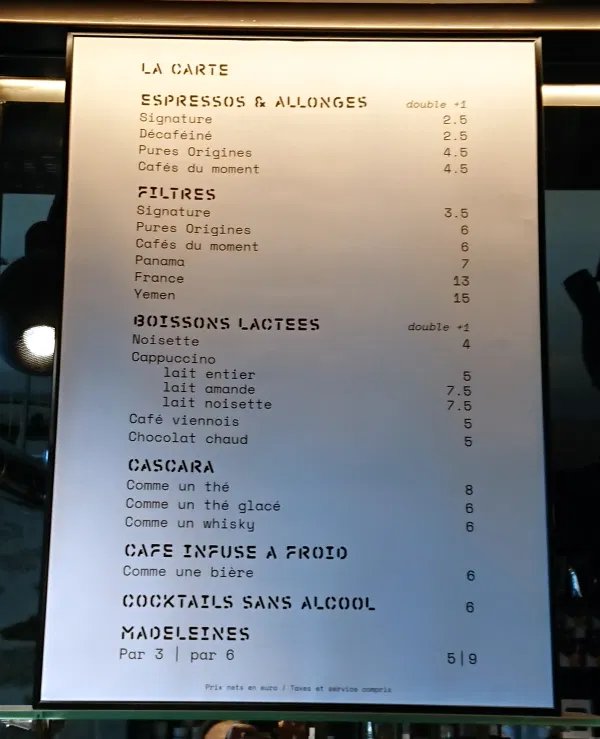 LA CARTE
ESPRESSOS & ALLONGES double +1
Signature 2.5
Décaféiné 2.5
Pures Origines 4.5
Cafés du moment 4.5
FILTRES
Signature 3.5
Pures Origines 6
Cafés du moment 6
Panama 7
France 13
Yemen 15
BOISSONS LACTEES double +1
Noisette 4
Cappuccino
lait entier 5
lait amande 7.5
lait noisette 7.5
Café viennois 5
Chocolat chaud 5
CASCARA
Comme un thé 8
Comme un thé glacé 6
Comme un whisky 6
CAFE INFUSE A FROID
Comme une bière 6
COCKTAILS SANS ALCOOL 6
MADELEINES
Par 3 | par 6 5|9
Prix nets en euro / Taxes et service compris